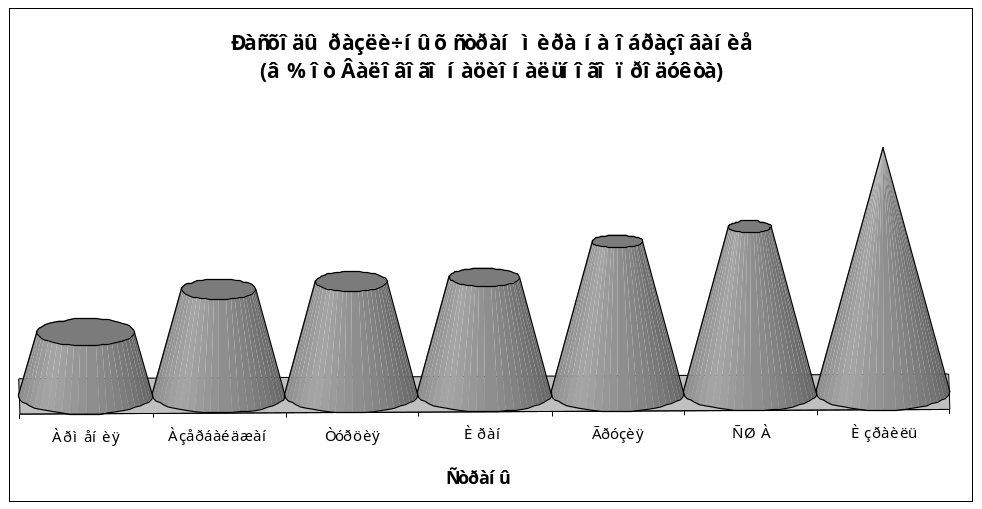 Ðàñõîäû ðàçëè÷íûõ ñòðàí ìèðà íà îáðàçîâàíèå
(â % îò Âàëîâîãî íàöèîíàëüíîãî ïðîäóêòà)
Àðìåíèÿ Àçåðáàéäæàí Òóðöèÿ Èðàí Ãðóçèÿ ÑØÀ Èçðàèëü
Ñòðàíû